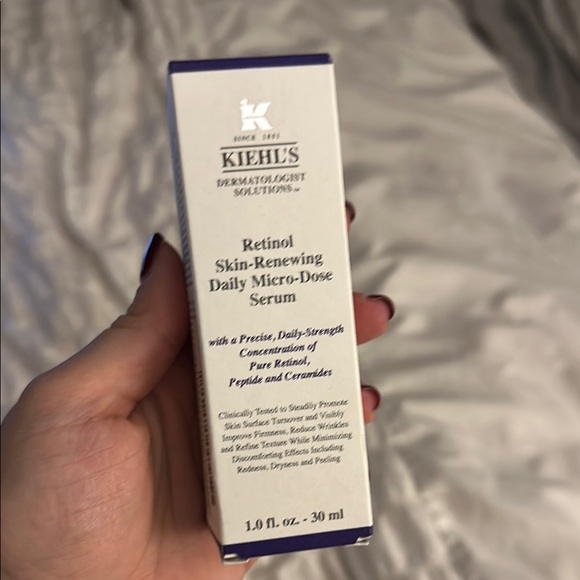 K
SINCE 1851
KIEHL'S
DERMATOLOGIST
SOLUTIONS™
Retinol
Skin-Renewing
Daily Micro-Dose
Serum
with a Precise, Daily-Strength
Concentration of
Pure Retinol,
Peptide and Ceramides
Clinically Tested to Steadily Promote
Skin Surface Turnover and Visibly
Improve Firmness, Reduce Wrinkles
and Refine Texture While Minimizing
Discomforting Effects Including
Redness, Dryness and Peeling
1.0 fl. oz. - 30 ml